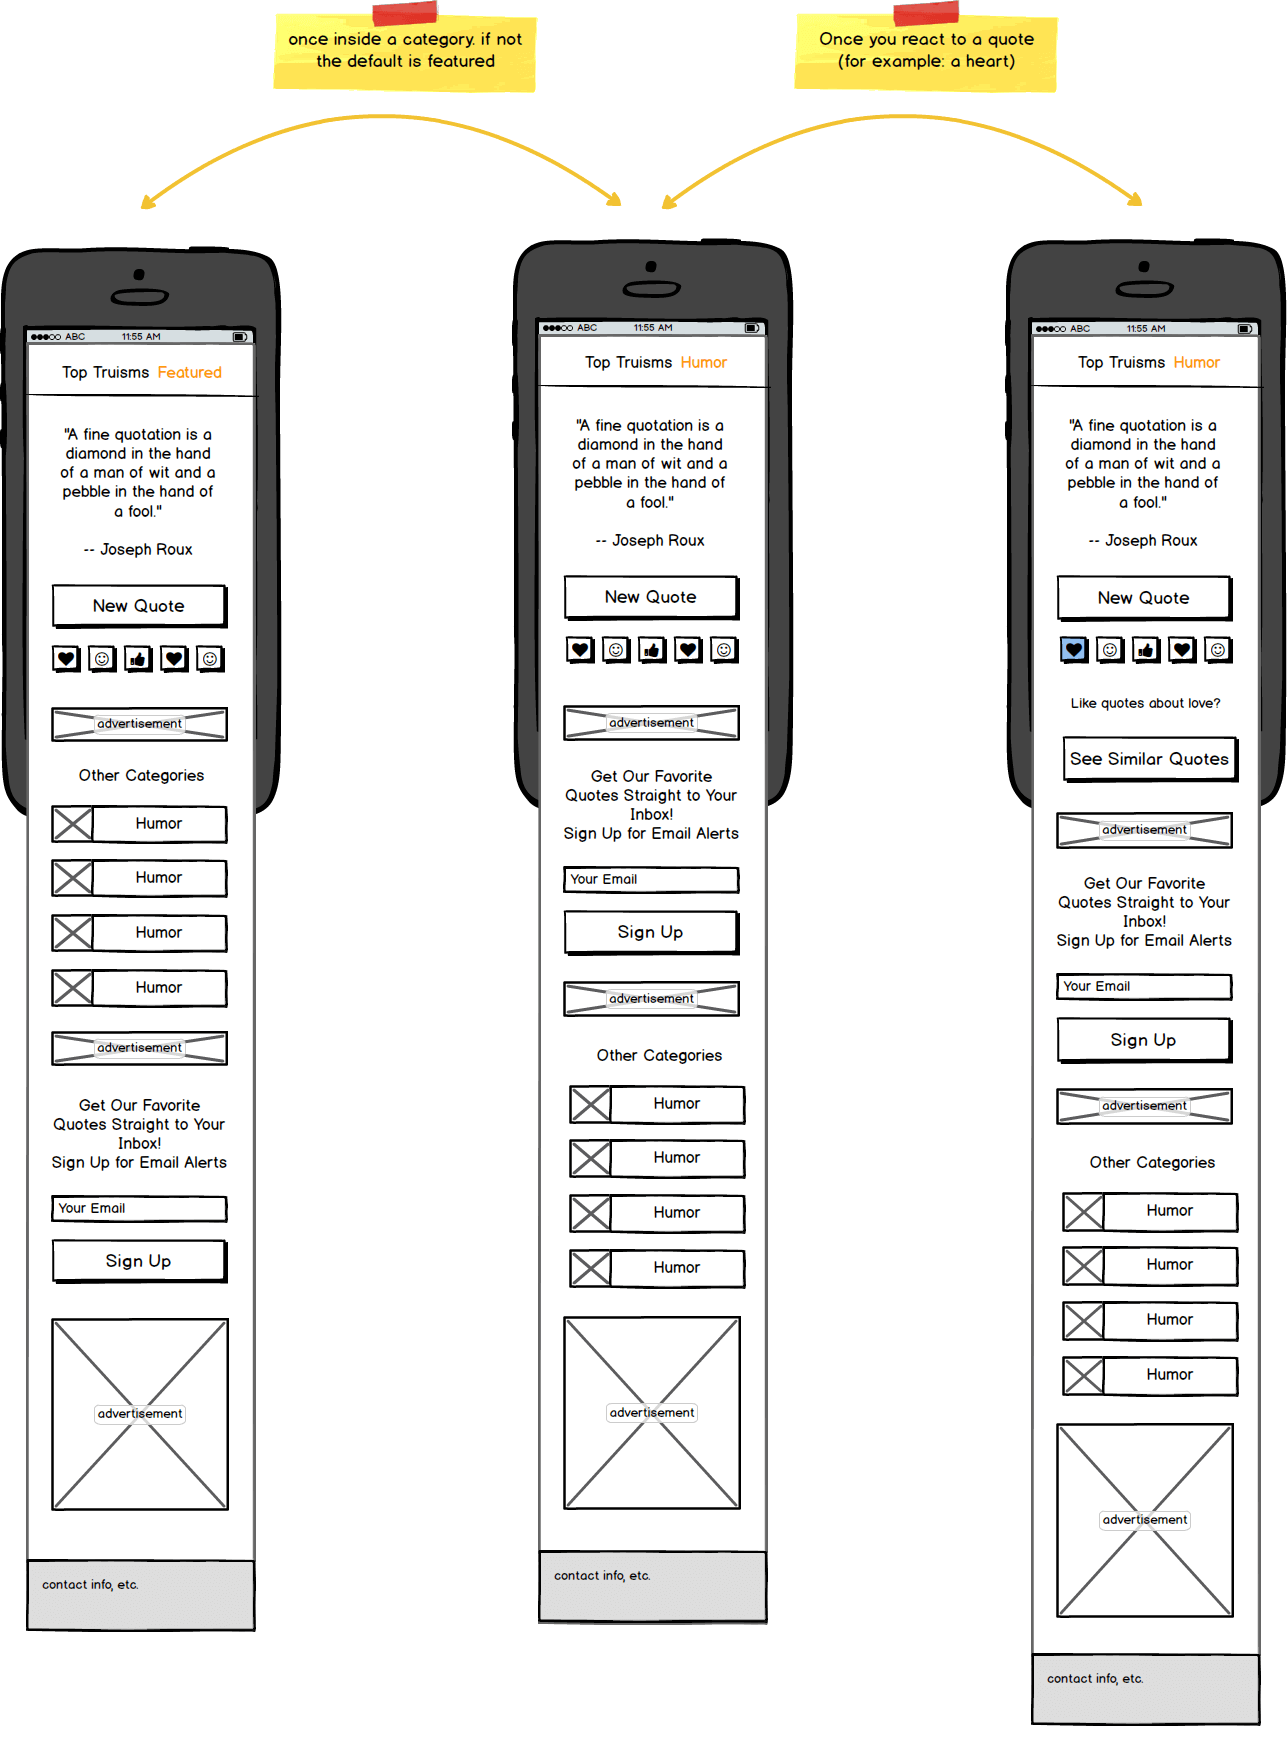 once inside a category. if not
the default is featured
Once you react to a quote
(for example: a heart)
ABC 11:55 AM
Top Truisms Featured
"A fine quotation is a
diamond in the hand
of a man of wit and a
pebble in the hand of
a fool."
-- Joseph Roux
New Quote
advertisement
Other Categories
Humor
Humor
Humor
Humor
advertisement
Get Our Favorite
Quotes Straight to Your
Inbox!
Sign Up for Email Alerts
Your Email
Sign Up
advertisement
contact info, etc.
ABC 11:55 AM
Top Truisms Humor
"A fine quotation is a
diamond in the hand
of a man of wit and a
pebble in the hand of
a fool."
-- Joseph Roux
New Quote
advertisement
Get Our Favorite
Quotes Straight to Your
Inbox!
Sign Up for Email Alerts
Your Email
Sign Up
advertisement
Other Categories
Humor
Humor
Humor
Humor
advertisement
contact info, etc.
ABC 11:55 AM
Top Truisms Humor
"A fine quotation is a
diamond in the hand
of a man of wit and a
pebble in the hand of
a fool."
-- Joseph Roux
New Quote
Like quotes about love?
See Similar Quotes
advertisement
Get Our Favorite
Quotes Straight to Your
Inbox!
Sign Up for Email Alerts
Your Email
Sign Up
advertisement
Other Categories
Humor
Humor
Humor
Humor
advertisement
contact info, etc.